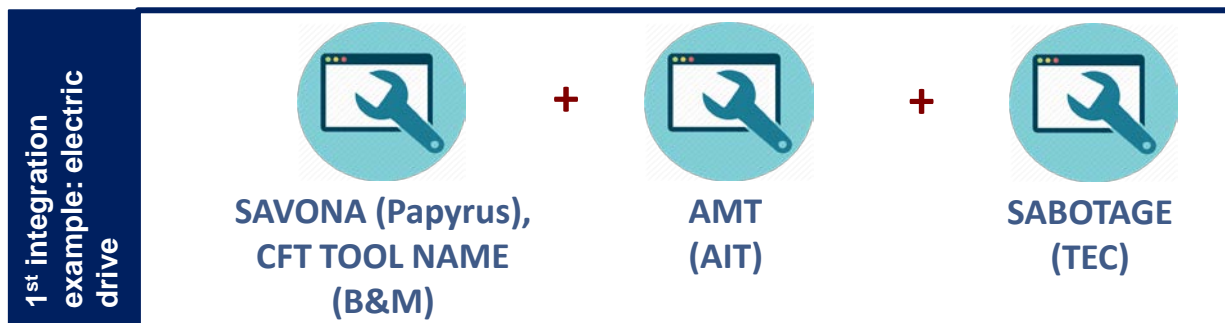 1st integration
example: electric
drive
+
+
SAVONA (Papyrus),
CFT TOOL NAME
(B&M)
AMT
(AIT)
SABOTAGE
(TEC)